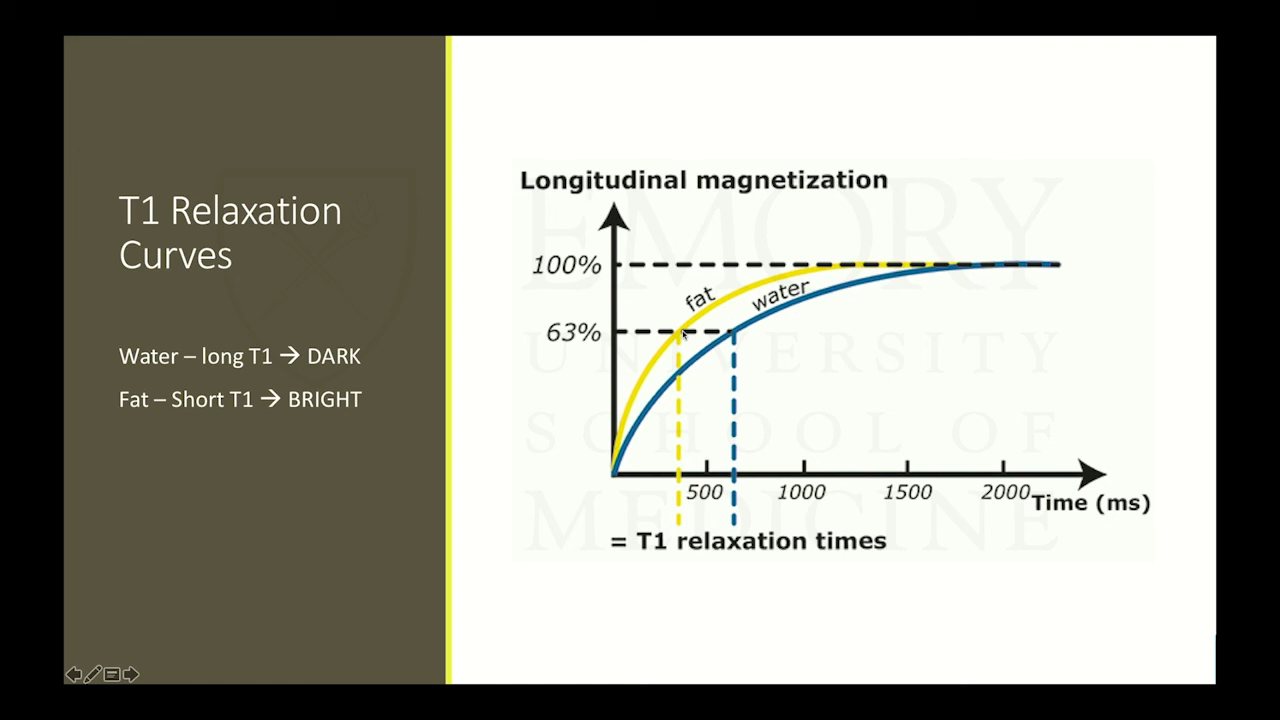 T1 Relaxation
Curves
Water – long T1 → DARK
Fat – Short T1 → BRIGHT
EMORY
UNIVERSITY
SCHOOL OF
MEDICINE
Longitudinal magnetization
100%
63%
fat
water
500
1000
1500
2000
Time (ms)
= T1 relaxation times